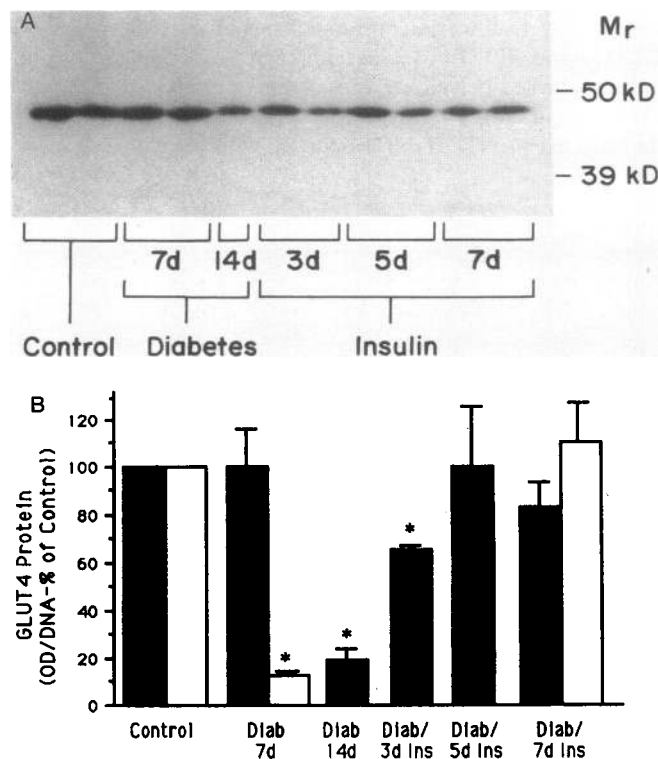 A
Mr
50 kD
39 kD
7d 14d 3d 5d 7d
Control Diabetes Insulin
B
GLUT4 Protein
(OD/DNA-% of Control)
120
100
80
60
40
20
0
* * *
Control Diab Diab Diab/ Diab/ Diab/
7d 14d 3d Ins 5d Ins 7d Ins